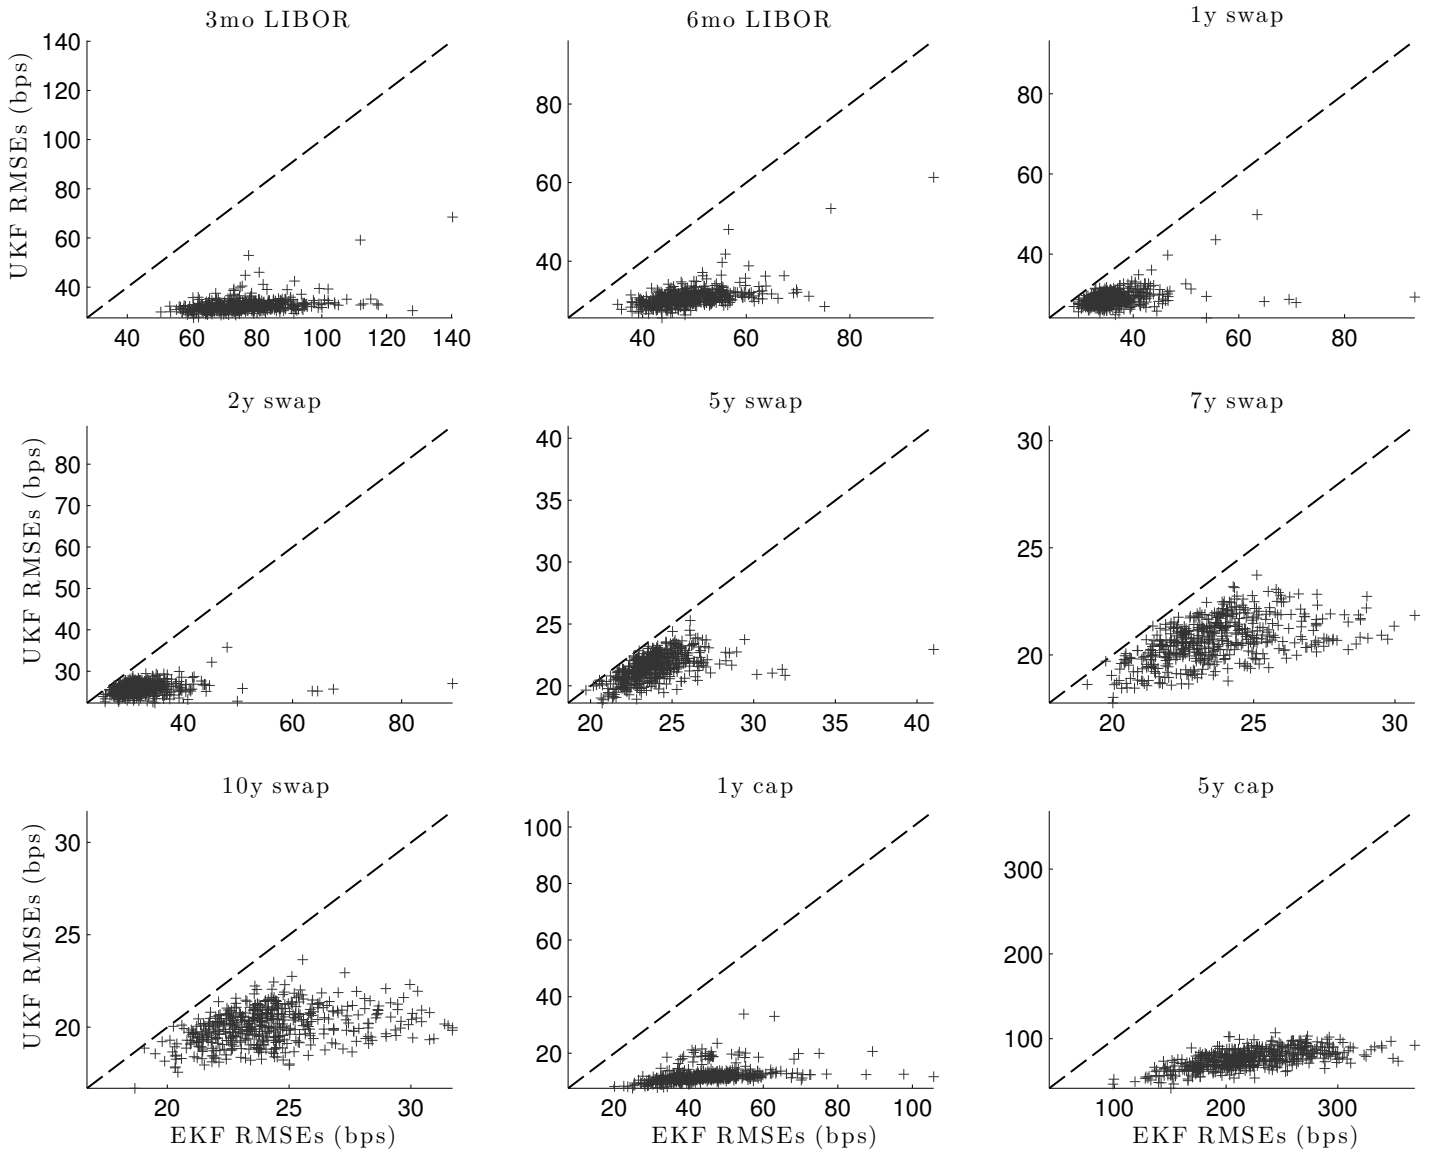 3mo LIBOR
6mo LIBOR
1y swap
UKF RMSEs (bps)
140
120
100
80
60
40
40 60 80 100 120 140
80
60
40
40 60 80
80
60
40
40 60 80
2y swap
5y swap
7y swap
UKF RMSEs (bps)
80
70
60
50
40
30
40 60 80
40
35
30
25
20
20 25 30 35 40
30
25
20
20 25 30
10y swap
1y cap
5y cap
UKF RMSEs (bps)
30
25
20
20 25 30
EKF RMSEs (bps)
100
80
60
40
20
20 40 60 80 100
EKF RMSEs (bps)
300
200
100
100 200 300
EKF RMSEs (bps)